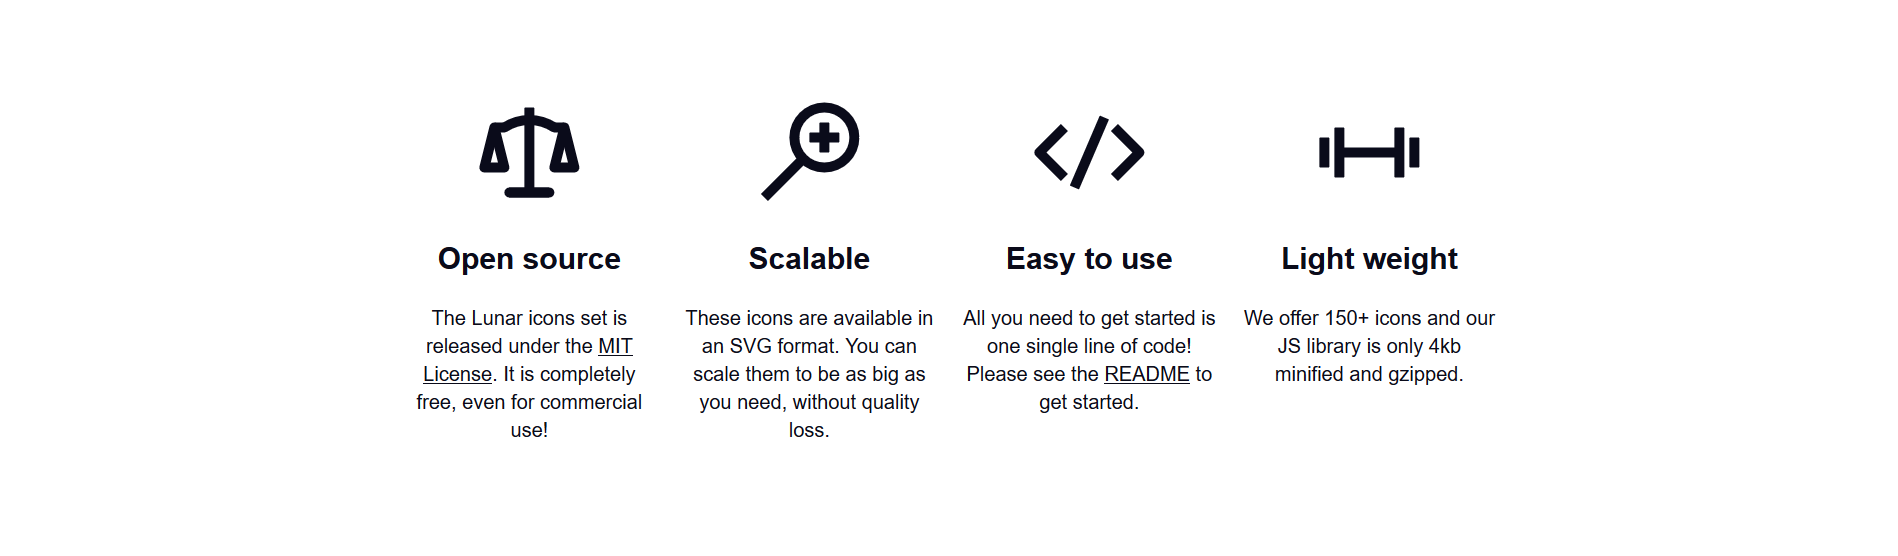 Open source
The Lunar icons set is
released under the MIT
License. It is completely
free, even for commercial
use!
Scalable
These icons are available in
an SVG format. You can
scale them to be as big as
you need, without quality
loss.
Easy to use
All you need to get started is
one single line of code!
Please see the README to
get started.
Light weight
We offer 150+ icons and our
JS library is only 4kb
minified and gzipped.